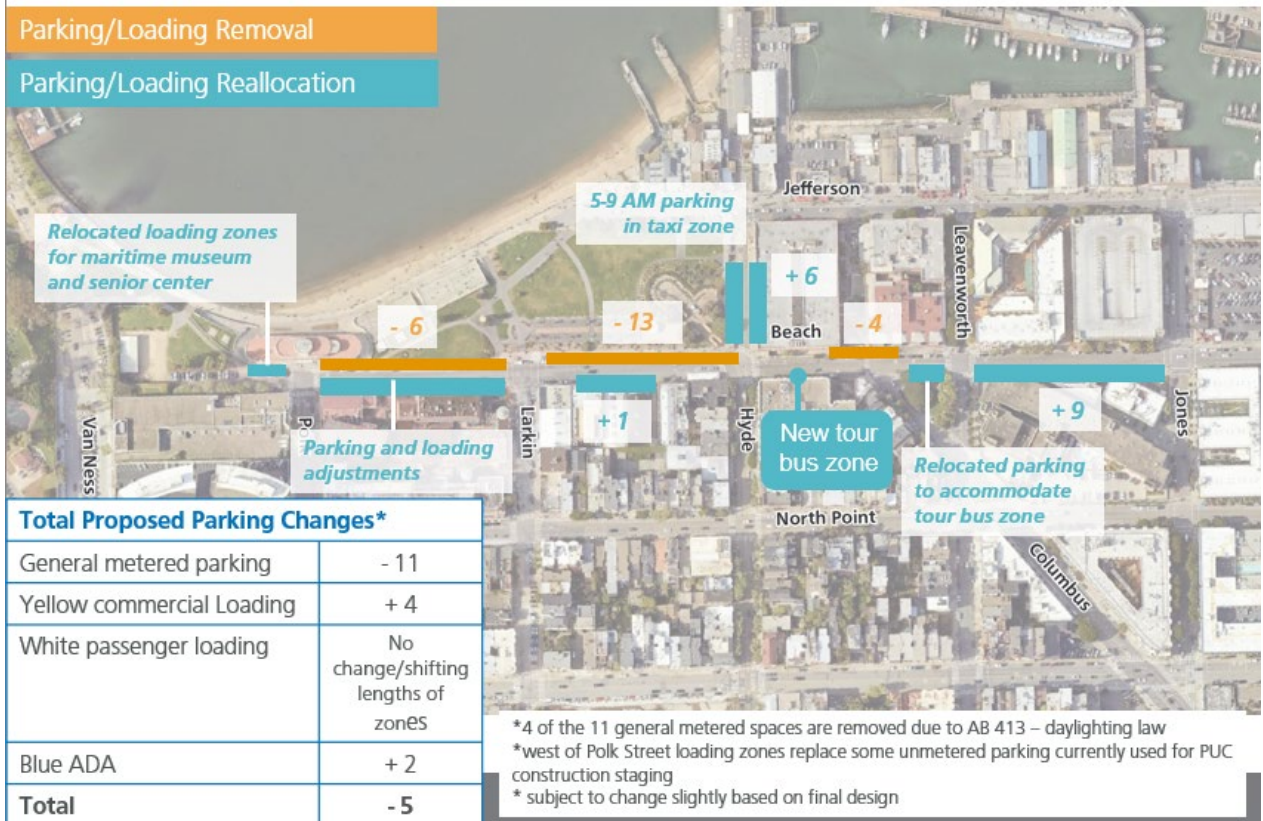 Parking/Loading Removal
Parking/Loading Reallocation
Jefferson
5-9 AM parking
in taxi zone
Relocated loading zones
for maritime museum
and senior center
Leavenworth
- 6
- 13
+ 6
Beach
- 4
Van Ness
Larkin
+ 1
Hyde
New tour
bus zone
+ 9
Jones
Parking and loading
adjustments
Relocated parking
to accommodate
tour bus zone
North Point
Columbus
Total Proposed Parking Changes*
General metered parking
- 11
Yellow commercial Loading
+ 4
White passenger loading
No
change/shifting
lengths of
zones
Blue ADA
+ 2
Total
- 5
*4 of the 11 general metered spaces are removed due to AB 413 – daylighting law
*west of Polk Street loading zones replace some unmetered parking currently used for PUC
construction staging
* subject to change slightly based on final design